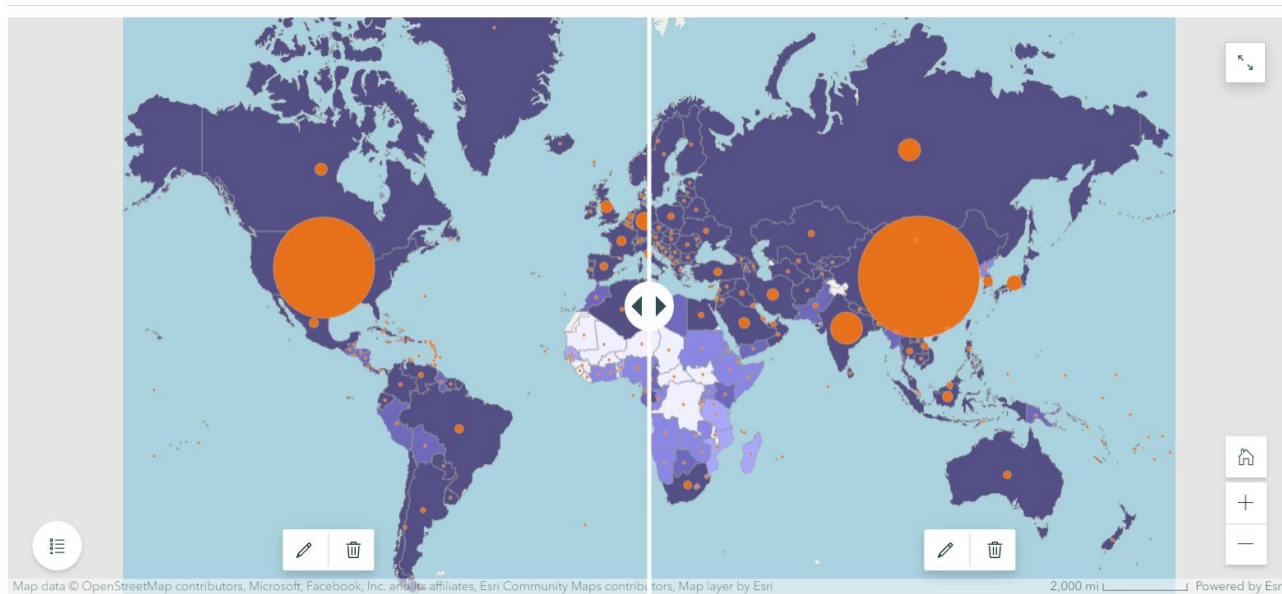 Map data © OpenStreetMap contributors, Microsoft, Facebook, Inc. and its affiliates, Esri Community Maps contributors, Map layer by Esri
2,000 mi
Powered by Esri